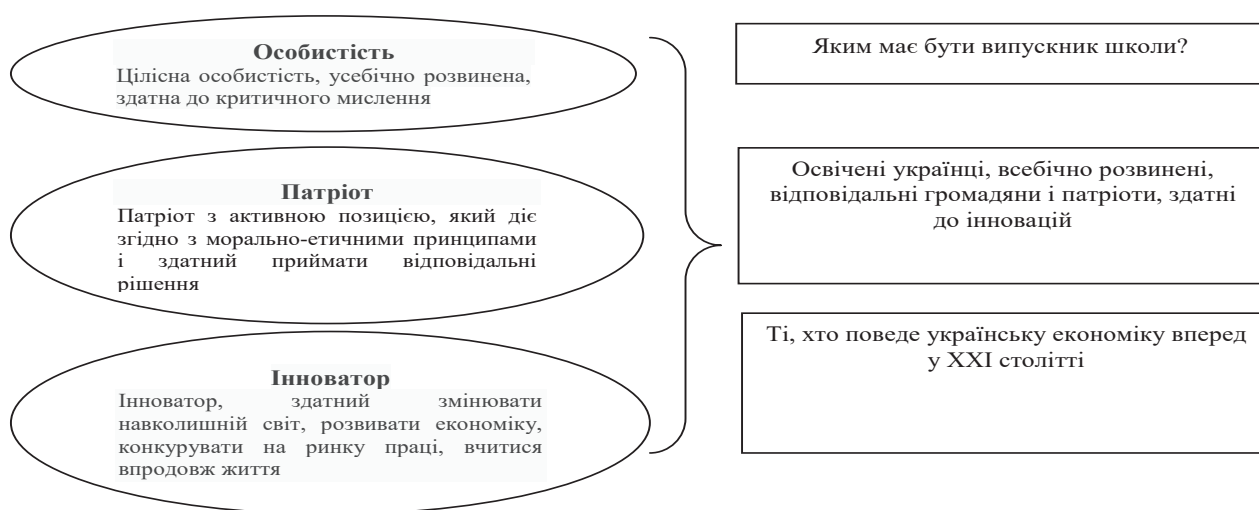 Особистість
Цілісна особистість, усебічно розвинена,
здатна до критичного мислення
Патріот
Патріот з активною позицією, який діє
згідно з морально-етичними принципами
і здатний приймати відповідальні
рішення
Інноватор
Інноватор, здатний змінювати
навколишній світ, розвивати економіку,
конкурувати на ринку праці, вчитися
впродовж життя
Яким має бути випускник школи?
Освічені українці, всебічно розвинені,
відповідальні громадяни і патріоти, здатні
до інновацій
Ті, хто поведе українську економіку вперед
у ХХІ столітті